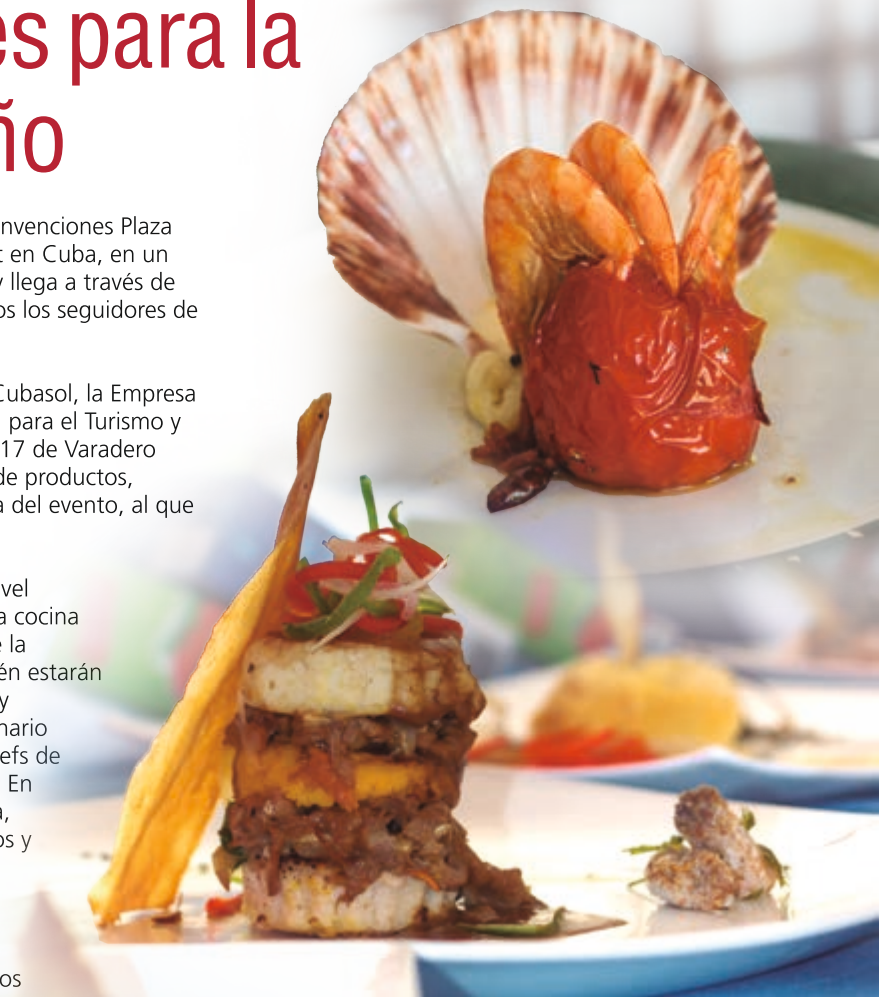 es para la
ño
nvenciones Plaza
t en Cuba, en un
y llega a través de
os los seguidores de
Cubasol, la Empresa
para el Turismo y
17 de Varadero
de productos,
a del evento, al que
vel
a cocina
e la
én estarán
y
nario
efs de
En
a,
os y
os